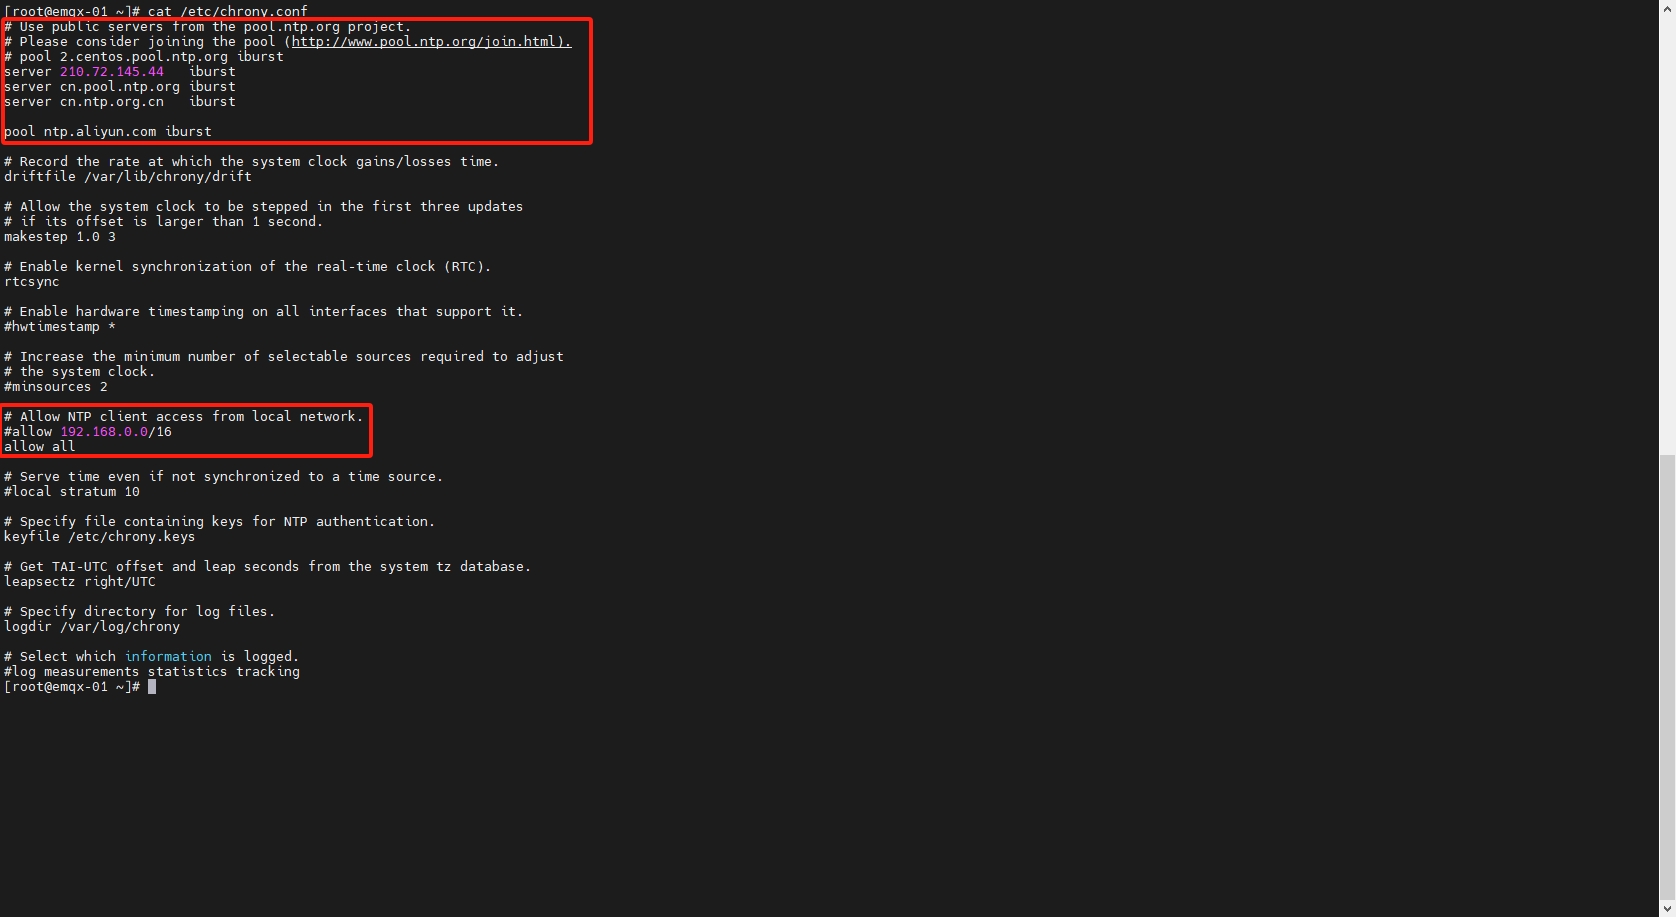 [root@emqx-01 ~]# cat /etc/chrony.conf
# Use public servers from the pool.ntp.org project.
# Please consider joining the pool (http://www.pool.ntp.org/join.html).
# pool 2.centos.pool.ntp.org iburst
server 210.72.145.44   iburst
server cn.pool.ntp.org iburst
server cn.ntp.org.cn   iburst
pool ntp.aliyun.com iburst
# Record the rate at which the system clock gains/losses time.
driftfile /var/lib/chrony/drift
# Allow the system clock to be stepped in the first three updates
# if its offset is larger than 1 second.
makestep 1.0 3
# Enable kernel synchronization of the real-time clock (RTC).
rtcsync
# Enable hardware timestamping on all interfaces that support it.
#hwtimestamp *
# Increase the minimum number of selectable sources required to adjust
# the system clock.
#minsources 2
# Allow NTP client access from local network.
#allow 192.168.0.0/16
allow all
# Serve time even if not synchronized to a time source.
#local stratum 10
# Specify file containing keys for NTP authentication.
keyfile /etc/chrony.keys
# Get TAI-UTC offset and leap seconds from the system tz database.
leapsectz right/UTC
# Specify directory for log files.
logdir /var/log/chrony
# Select which information is logged.
#log measurements statistics tracking
[root@emqx-01 ~]#